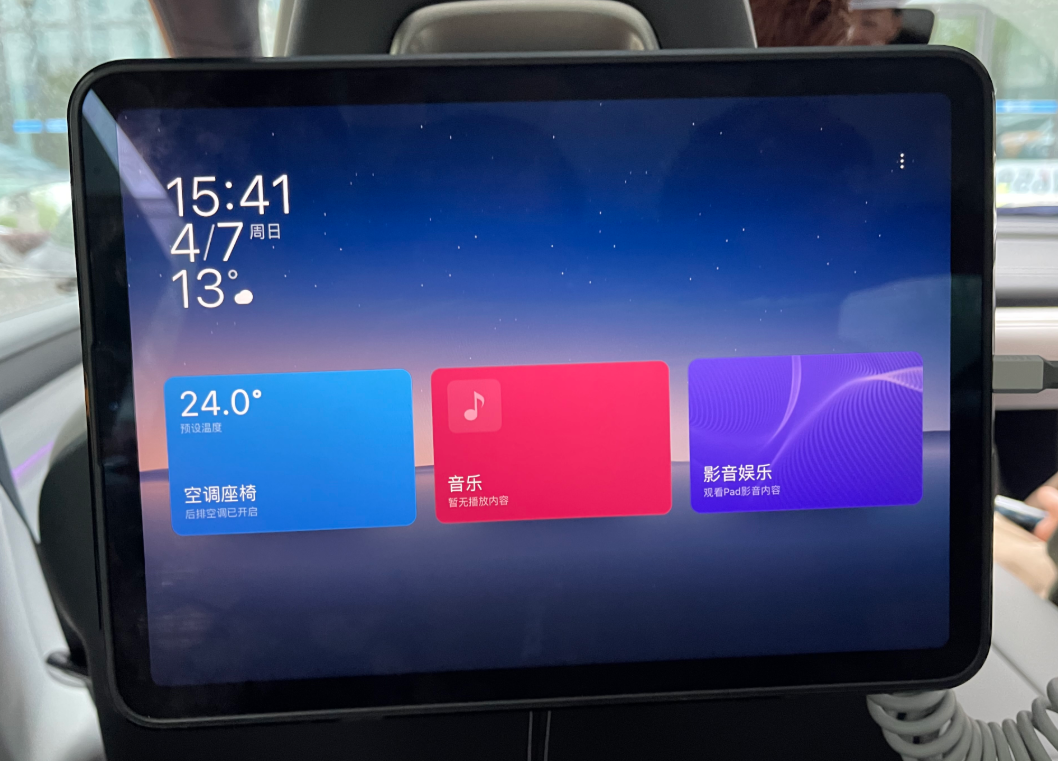 15:41
4/7 周日
13°
24.0°
预设温度
空调座椅
后排空调已开启
音乐
暂无播放内容
影音娱乐
观看Pad影音内容